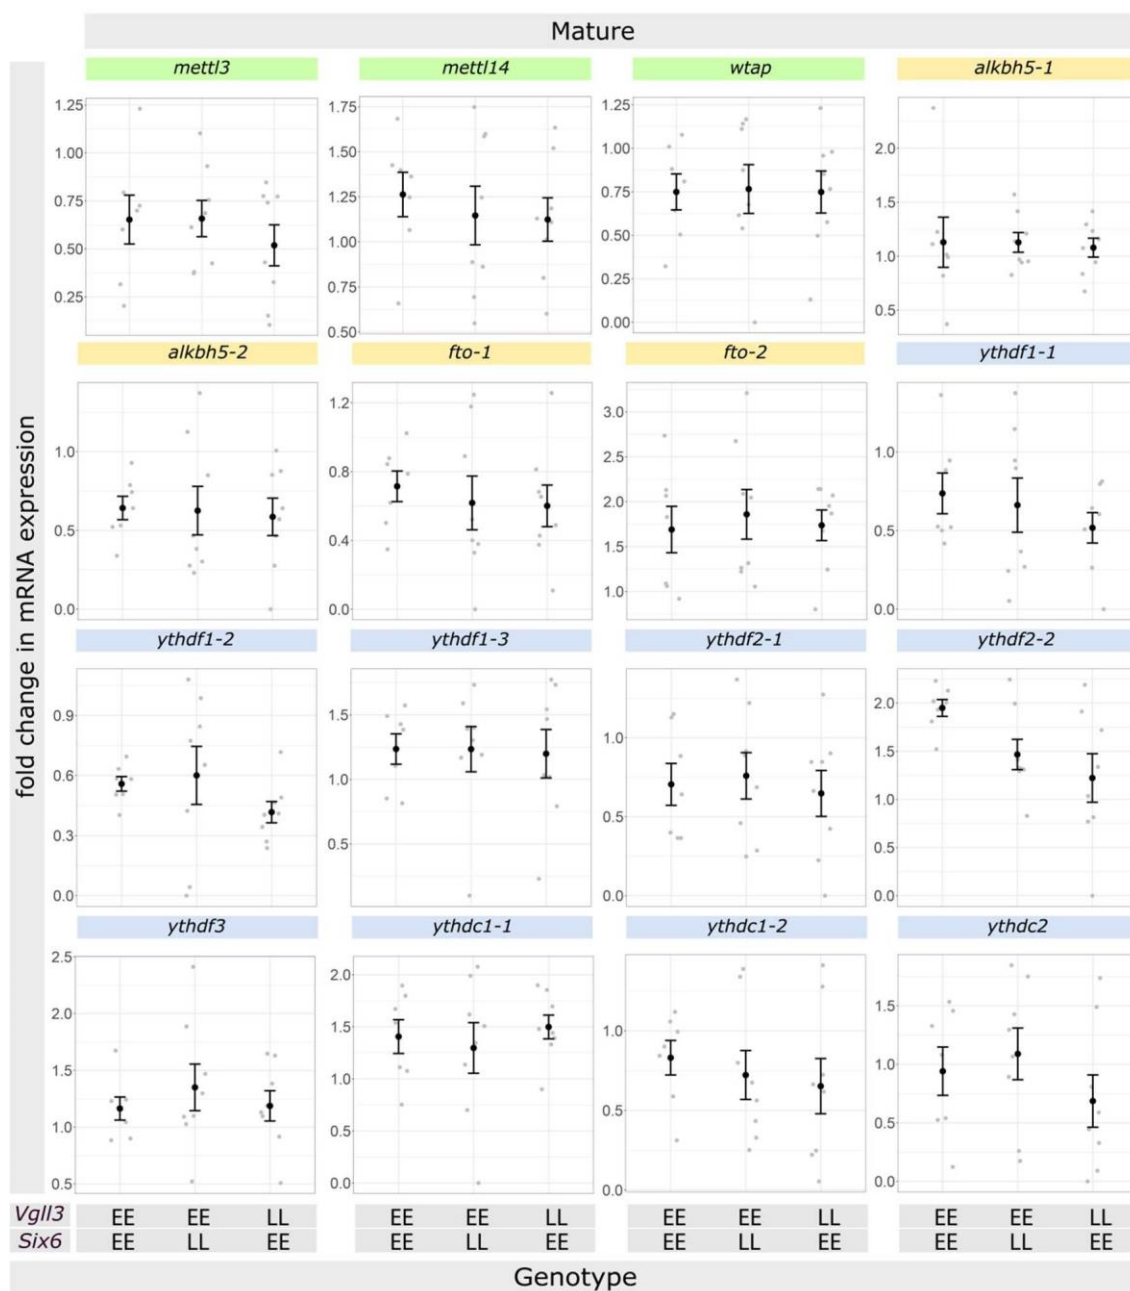 Mature
mettl3 mettl14 wtap alkbh5-1
1.25 1.75 1.25 2.0
1.00 1.50 1.00 1.5
0.75 1.25 0.75 1.0
0.50 1.00 0.50 0.5
0.25 0.75 0.25
0.50 0.00
alkbh5-2 fto-1 fto-2 ythdf1-1
1.0 1.2 3.0 1.0
0.5 0.8 2.5 0.5
0.0 0.4 2.0 0.0
0.0 1.5
1.0
fold change in mRNA expression
ythdf1-2 ythdf1-3 ythdf2-1 ythdf2-2
0.9 1.5 1.0 2.0
0.6 1.0 0.5 1.5
0.3 0.5 0.0 1.0
0.0 0.5
0.0
ythdf3 ythdc1-1 ythdc1-2 ythdc2
2.5 2.0 1.0 1.5
2.0 1.5 0.5 1.0
1.5 1.0 0.0 0.5
1.0 0.5 0.0
0.5 0.0
Vgll3 EE EE LL EE EE LL EE EE LL EE EE LL
Six6 EE LL EE EE LL EE EE LL EE EE LL EE
Genotype